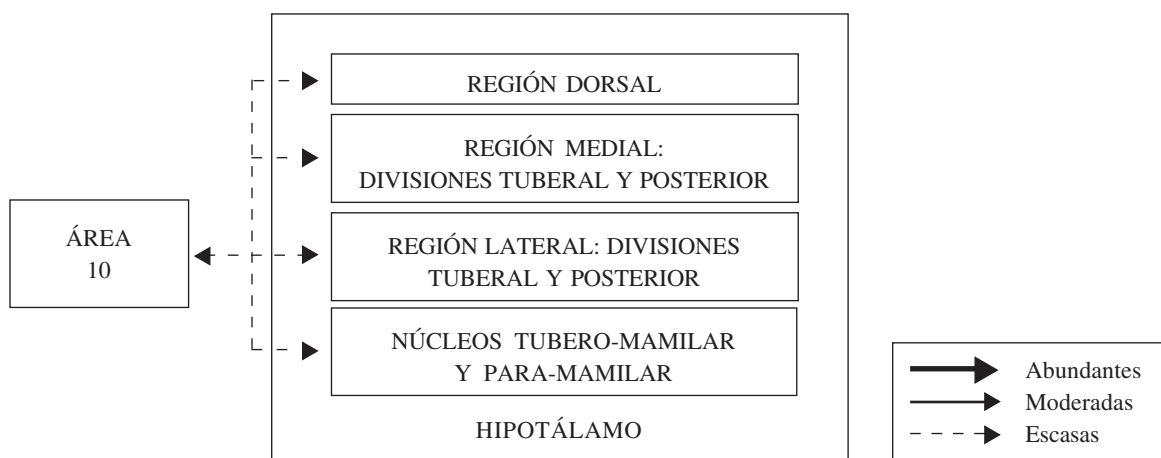 REGIÓN DORSAL
REGIÓN MEDIAL:
DIVISIONES TUBERAL Y POSTERIOR
ÁREA
10
REGIÓN LATERAL: DIVISIONES
TUBERAL Y POSTERIOR
NÚCLEOS TUBERO-MAMILAR
Y PARA-MAMILAR
HIPOTÁLAMO
Abundantes
Moderadas
Escasas